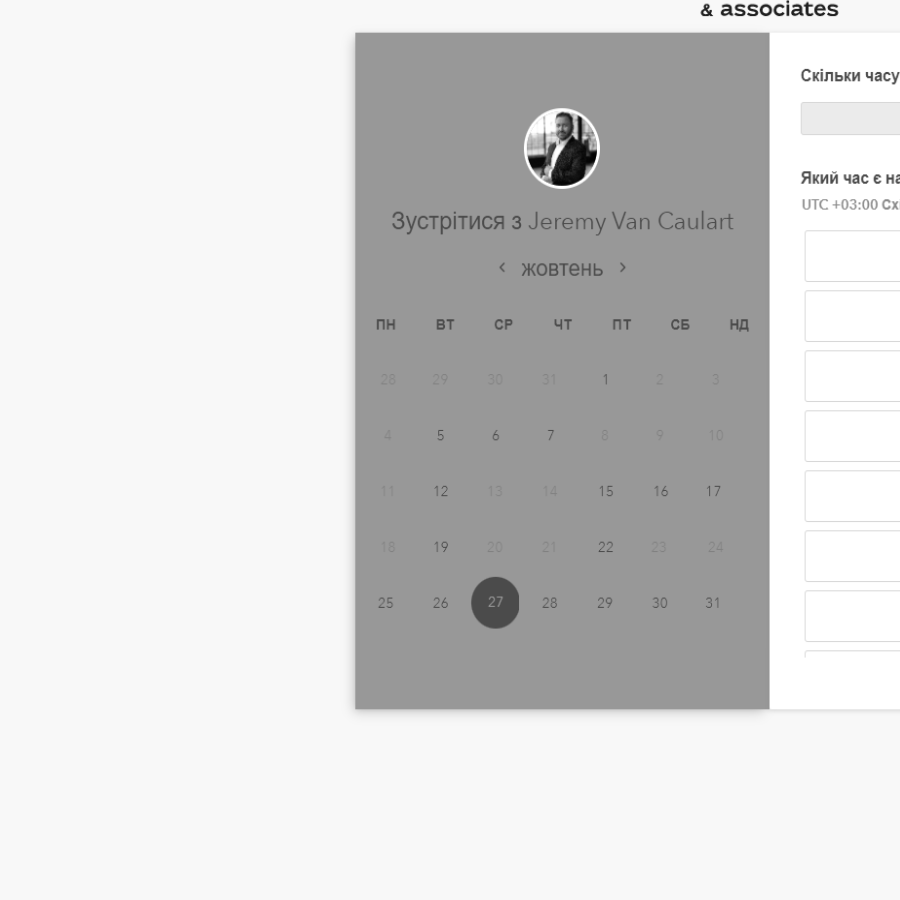 & associates
Скільки часу
Зустрітися з Jeremy Van Caulart
Який час є
UTC +03:00
‹ жовтень ›
ПН ВТ СР ЧТ ПТ СБ НД
28 29 30 31 1 2 3
4 5 6 7 8 9 10
11 12 13 14 15 16 17
18 19 20 21 22 23 24
25 26 27 28 29 30 31